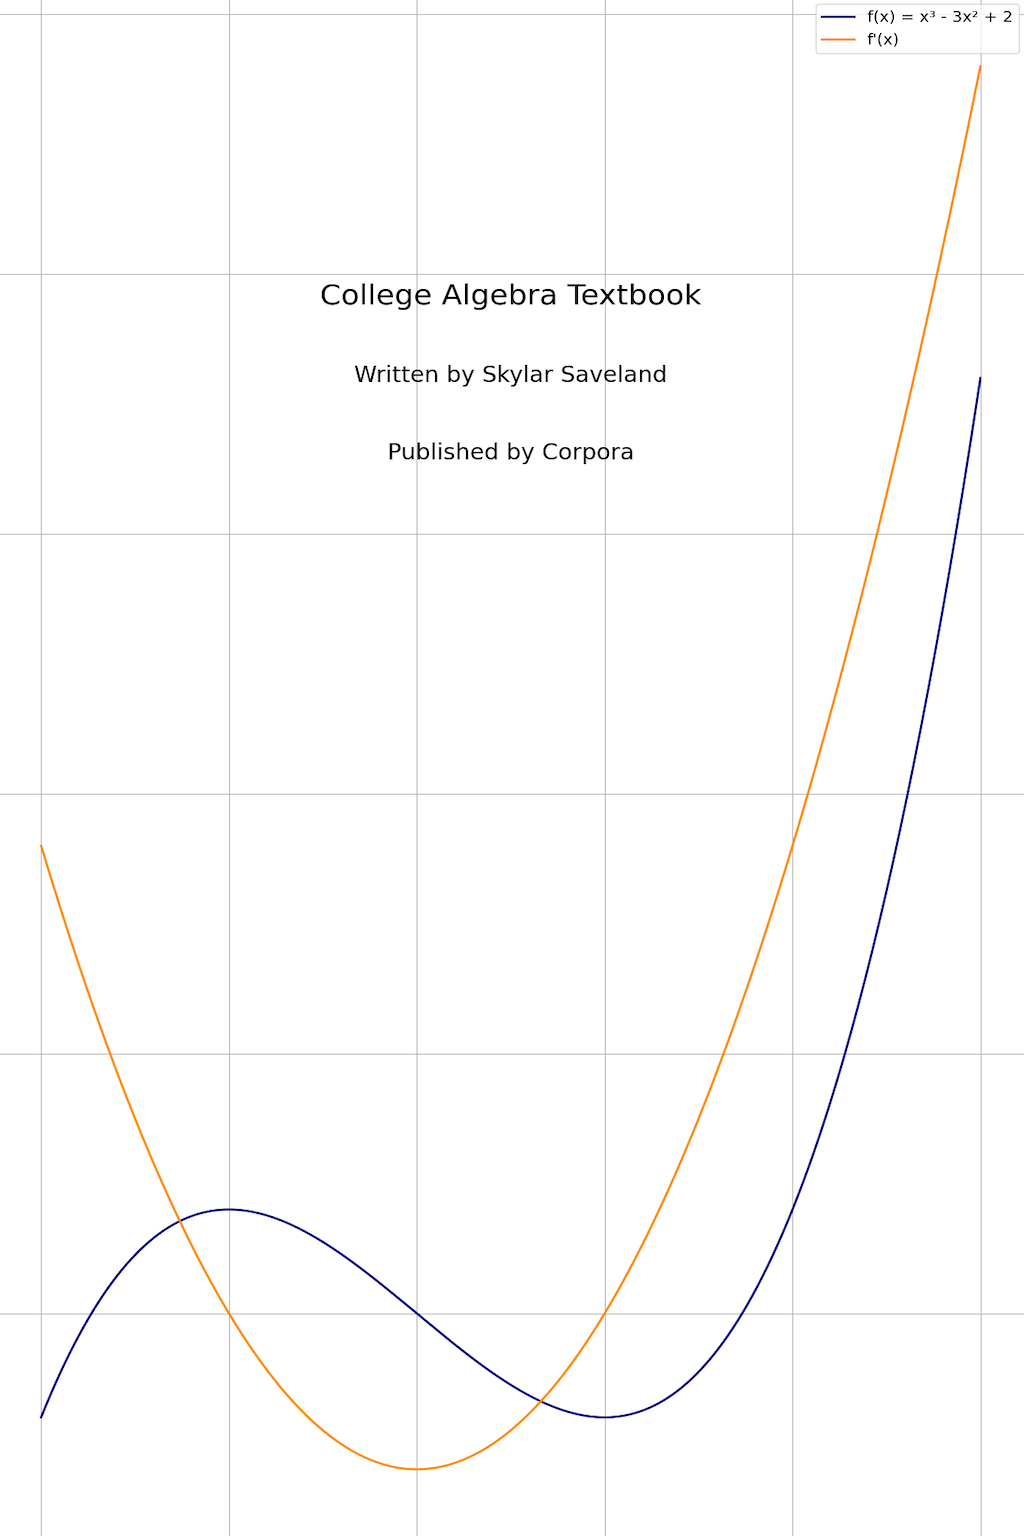 f(x) = x³ - 3x² + 2
f'(x)
College Algebra Textbook
Written by Skylar Saveland
Published by Corpora